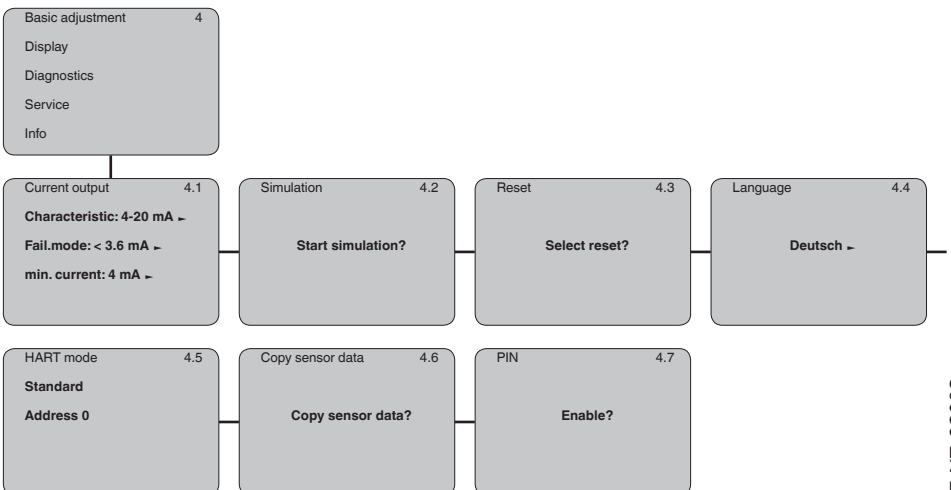 Basic adjustment 4
Display
Diagnostics
Service
Info
Current output 4.1
Characteristic: 4-20 mA ►
Fail.mode: < 3.6 mA ►
min. current: 4 mA ►
Simulation 4.2
Start simulation?
Reset 4.3
Select reset?
Language 4.4
Deutsch ►
HART mode 4.5
Standard
Address 0
Copy sensor data 4.6
Copy sensor data?
PIN 4.7
Enable?